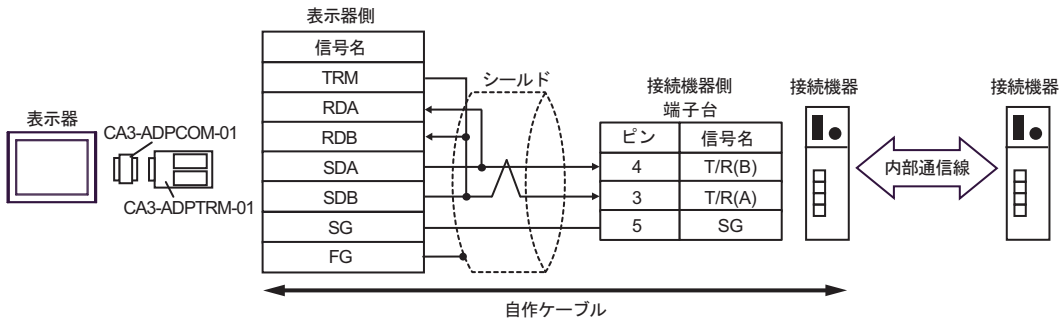 表示器側
信号名
TRM
RDA
RDB
SDA
SDB
SG
FG
シールド
接続機器側
端子台
ピン 信号名
4 T/R(B)
3 T/R(A)
5 SG
接続機器
接続機器
表示器
CA3-ADPCOM-01
CA3-ADPTRM-01
内部通信線
自作ケーブル